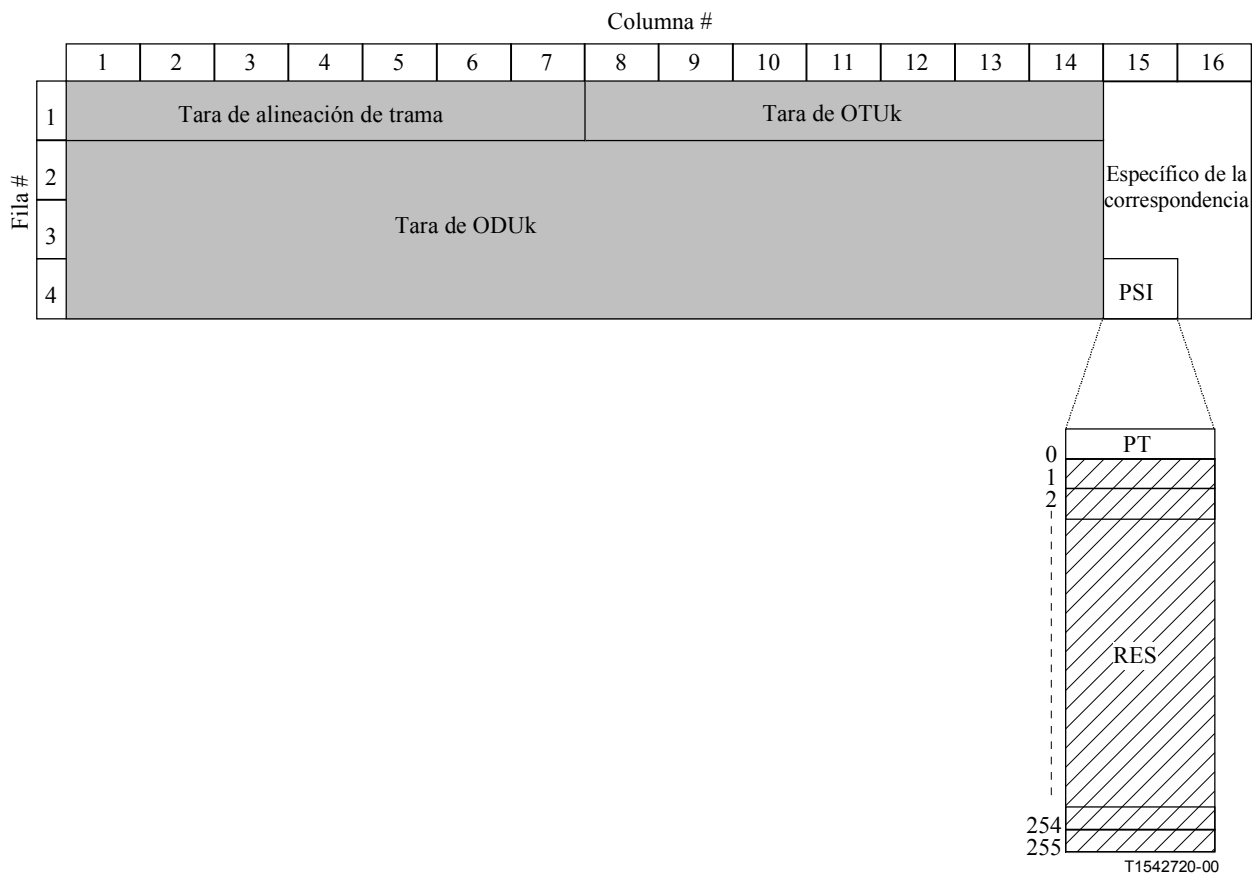 Columna #
1 2 3 4 5 6 7 8 9 10 11 12 13 14 15 16
Fila #
1 Tara de alineación de trama Tara de OTUk
2
3
4
Tara de ODUk
Específico de la
correspondencia
PSI
0 PT
1
2
RES
254
255
T1542720-00